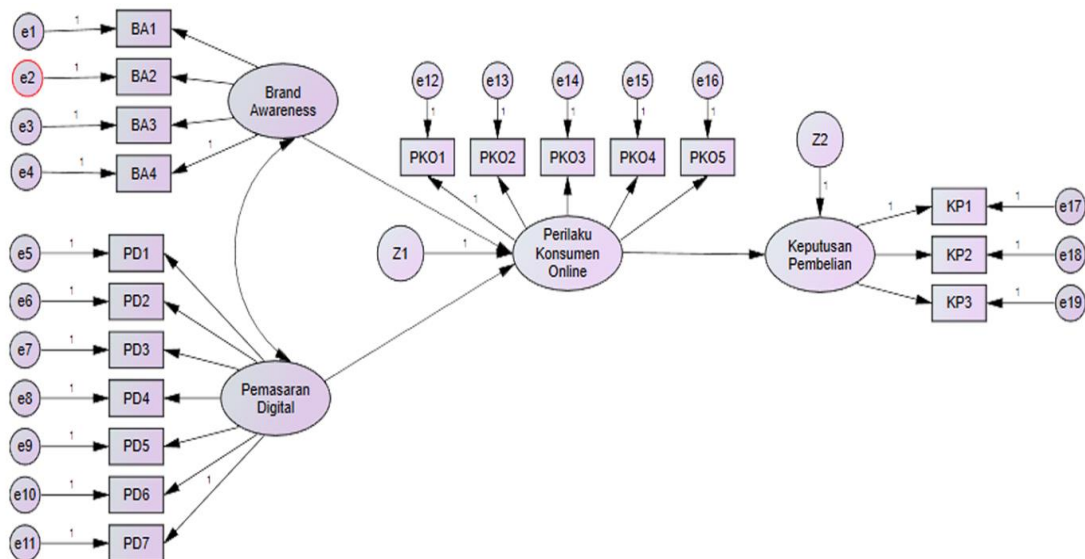 e1
1
BA1
e2
1
BA2
e3
1
BA3
e4
1
BA4
1
Brand
Awareness
e12
e13
e14
e15
e16
1
1
1
1
1
PKO1
PKO2
PKO3
PKO4
PKO5
1
Z1
1
Perilaku
Konsumen
Online
Z2
1
Keputusan
Pembelian
1
KP1
1
e17
KP2
1
e18
KP3
1
e19
e5
1
PD1
e6
1
PD2
e7
1
PD3
e8
1
PD4
e9
1
PD5
e10
1
PD6
e11
1
PD7
1
Pemasaran
Digital